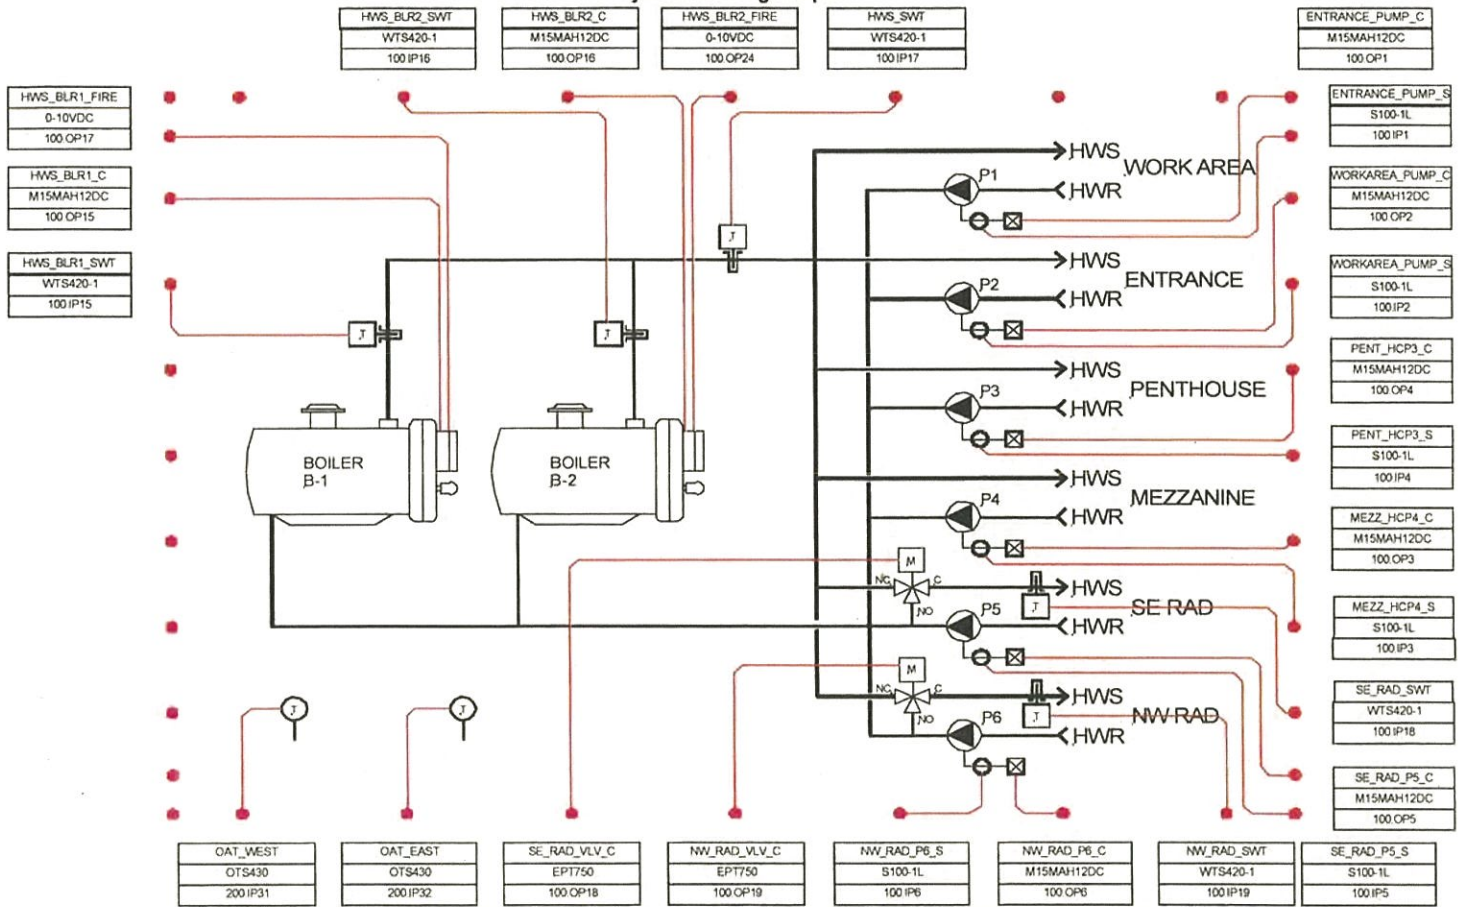 HWS_BLR2_SWT
WTS420-1
100 IP16
HWS_BLR2_C
M15MAH12DC
100 OP16
HWS_BLR2_FIRE
0-10VDC
100 OP24
HWS_SWT
WTS420-1
100 IP17
ENTRANCE_PUMP_C
M15MAH12DC
100 OP1
HWS_BLR1_FIRE
0-10VDC
100 OP17
HWS_BLR1_C
M15MAH12DC
100 OP15
HWS_BLR1_SWT
WTS420-1
100 IP15
ENTRANCE_PUMP_S
S100-1L
100 IP1
WORKAREA_PUMP_C
M15MAH12DC
100 OP2
WORKAREA_PUMP_S
S100-1L
100 IP2
PENT_HCP3_C
M15MAH12DC
100 OP4
PENT_HCP3_S
S100-1L
100 IP4
MEZZ_HCP4_C
M15MAH12DC
100 OP3
MEZZ_HCP4_S
S100-1L
100 IP3
SE_RAD_SWT
WTS420-1
100 IP18
SE_RAD_P5_C
M15MAH12DC
100 OP5
HWS
WORK AREA
P1
HWR
T
HWS
ENTRANCE
P2
HWR
T
T
HWS
PENTHOUSE
P3
HWR
BOILER
B-1
BOILER
B-2
HWS
MEZZANINE
P4
HWR
M
NC
C
NO
HWS
T
SE RAD
P5
HWR
M
NC
C
NO
HWS
T
NW RAD
P6
HWR
T
T
OAT_WEST
OTS430
200 IP31
OAT_EAST
OTS430
200 IP32
SE_RAD_VLV_C
EPT750
100 OP18
NW_RAD_VLV_C
EPT750
100 OP19
NW_RAD_P6_S
S100-1L
100 IP6
NW_RAD_P6_C
M15MAH12DC
100 OP6
NW_RAD_SWT
WTS420-1
100 IP19
SE_RAD_P5_S
S100-1L
100 IP5